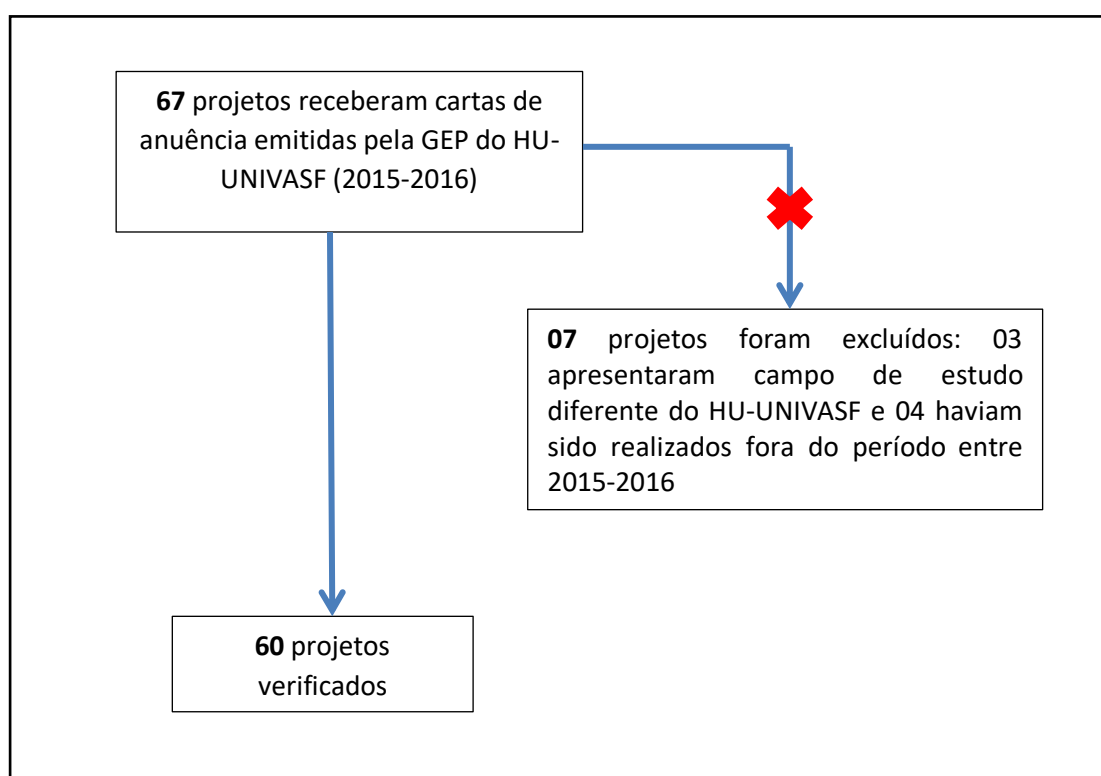 67 projetos receberam cartas de
anuência emitidas pela GEP do HU-
UNIVASF (2015-2016)
07 projetos foram excluídos: 03
apresentaram campo de estudo
diferente do HU-UNIVASF e 04 haviam
sido realizados fora do período entre
2015-2016
60 projetos
verificados